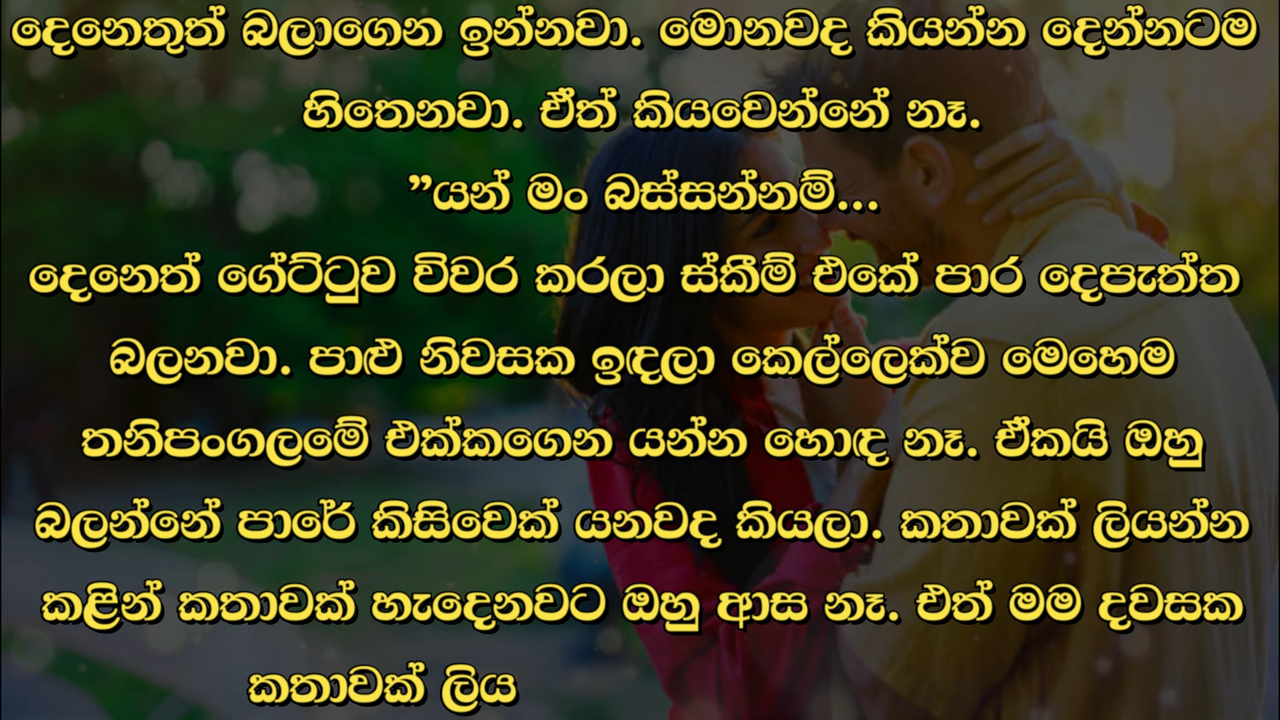 දෙනෙතුත් බලාගෙන ඉන්නවා. මොනවද කියන්න දෙන්නටම
හිතෙනවා. ඒත් කියවෙන්නේ නෑ.
”යන් මං බස්සන්නම්...
දෙනෙත් ගේට්ටුව විවර කරලා ස්කීම් එකේ පාර දෙපැත්ත
බලනවා. පාළු නිවසක ඉඳලා කෙල්ලෙක්ව මෙහෙම
තනිපංගලමේ එක්කගෙන යන්න හොඳ නෑ. ඒකයි ඔහු
බලන්නේ පාරේ කිසිවෙක් යනවද කියලා. කතාවක් ලියන්න
කළින් කතාවක් හැදෙනවට ඔහු ආස නෑ. එත් මම දවසක
කතාවක් ලිය